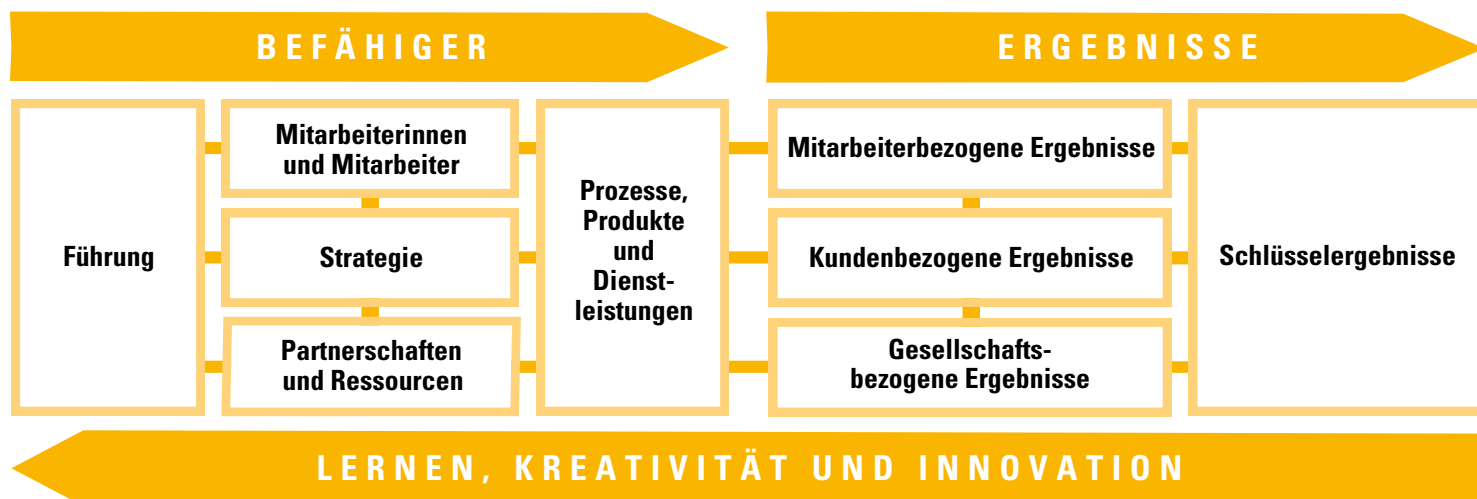 BEFÄHIGER
ERGEBNISSE
Führung
Mitarbeiterinnen
und Mitarbeiter
Strategie
Partnerschaften
und Ressourcen
Prozesse,
Produkte
und
Dienst-
leistungen
Mitarbeiterbezogene Ergebnisse
Kundenbezogene Ergebnisse
Gesellschafts-
bezogene Ergebnisse
Schlüsselergebnisse
LERNEN, KREATIVITÄT UND INNOVATION